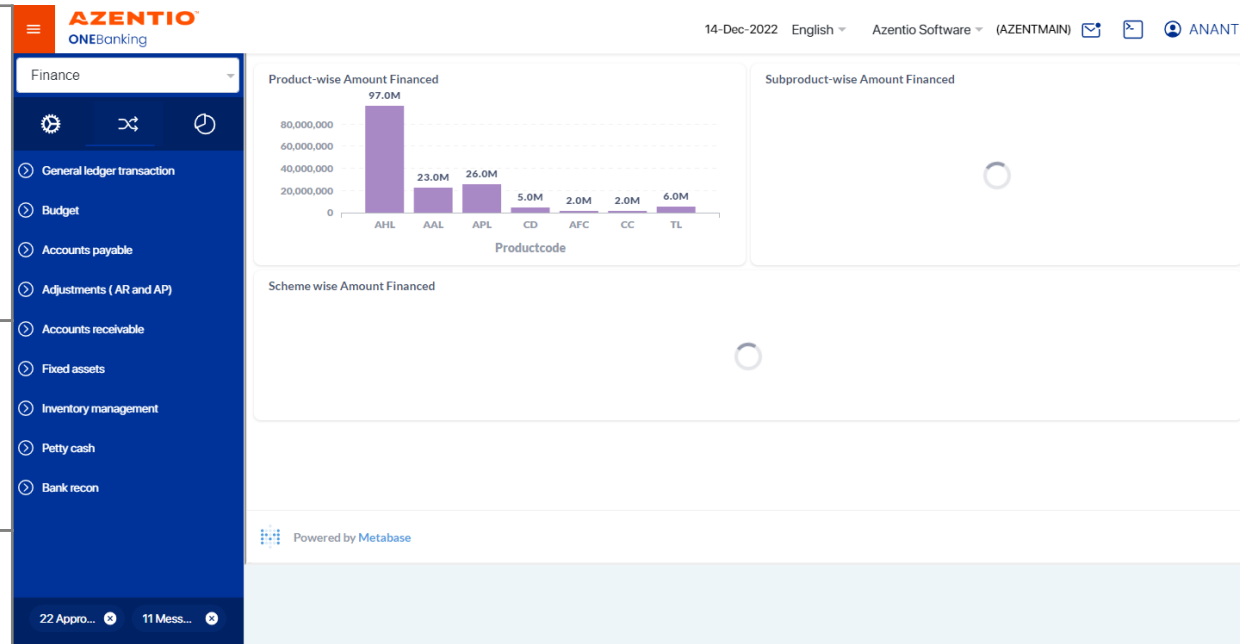 AZENTIO™
ONEBanking
14-Dec-2022 English Azentio Software (AZENTMAIN) ANANT
Finance
General ledger transaction
Budget
Accounts payable
Adjustments ( AR and AP)
Accounts receivable
Fixed assets
Inventory management
Petty cash
Bank recon
22 Appro...
11 Mess...
Product-wise Amount Financed
97.0M
80,000,000
60,000,000
40,000,000
20,000,000
0
23.0M
26.0M
5.0M
2.0M
2.0M
6.0M
AHL AAL APL CD AFC CC TL
Productcode
Subproduct-wise Amount Financed
Scheme wise Amount Financed
Powered by Metabase